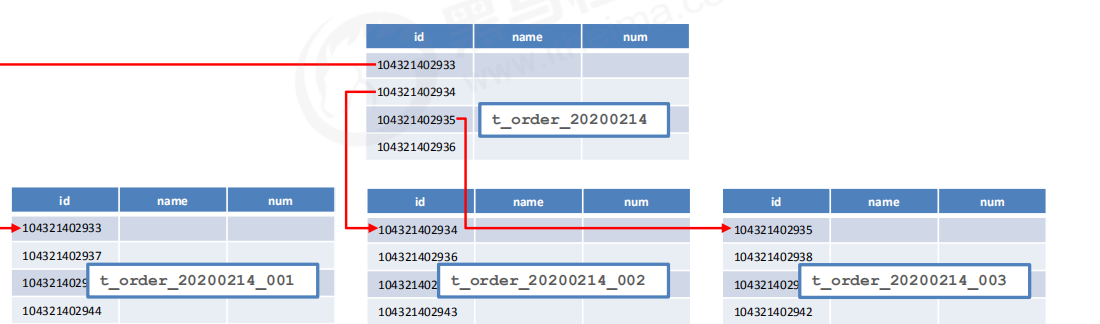 id name num
104321402933
104321402934
104321402935
t_order_20200214
104321402936
id name num
104321402933
104321402937
t_order_20200214_001
104321402944
id name num
104321402934
104321402936
t_order_20200214_002
104321402943
id name num
104321402935
104321402938
t_order_20200214_003
104321402942